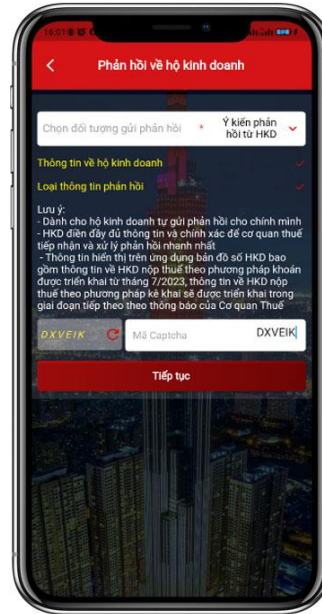 16:01
Phản hồi về hộ kinh doanh
Chọn đối tượng gửi phản hồi * Ý kiến phản
hồi từ HKD
Thông tin về hộ kinh doanh
Loại thông tin phản hồi
Lưu ý:
- Dành cho hộ kinh doanh tự gửi phản hồi cho chính mình
- HKD điền đầy đủ thông tin và chính xác để cơ quan thuế
tiếp nhận và xử lý phản hồi nhanh nhất
- Thông tin hiển thị trên ứng dụng bản đồ số HKD bao
gồm thông tin về HKD nộp thuế theo phương pháp khoán
được triển khai từ tháng 7/2023, thông tin về HKD nộp
thuế theo phương pháp kê khai sẽ được triển khai trong
giai đoạn tiếp theo theo thông báo của Cơ quan Thuế
DXVEIK Mã Captcha DXVEIK
Tiếp tục